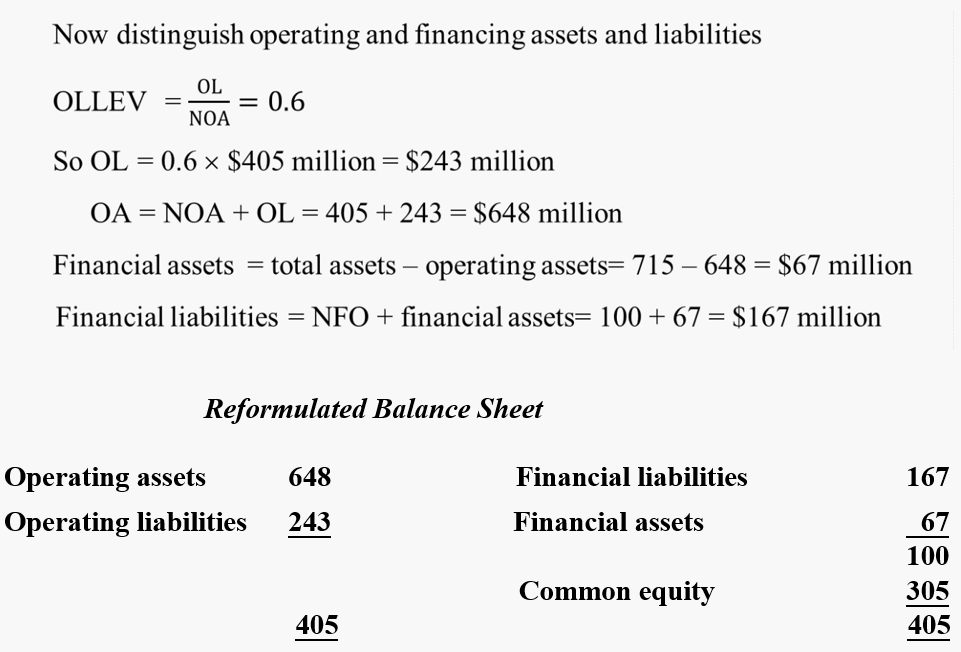 Now distinguish operating and financing assets and liabilities
OLLEV = OL/NOA = 0.6
So OL = 0.6 × $405 million = $243 million
OA = NOA + OL = 405 + 243 = $648 million
Financial assets = total assets – operating assets= 715 – 648 = $67 million
Financial liabilities = NFO + financial assets= 100 + 67 = $167 million
Reformulated Balance Sheet
Operating assets 648 Financial liabilities 167
Operating liabilities 243 Financial assets 67
100
Common equity 305
405 405